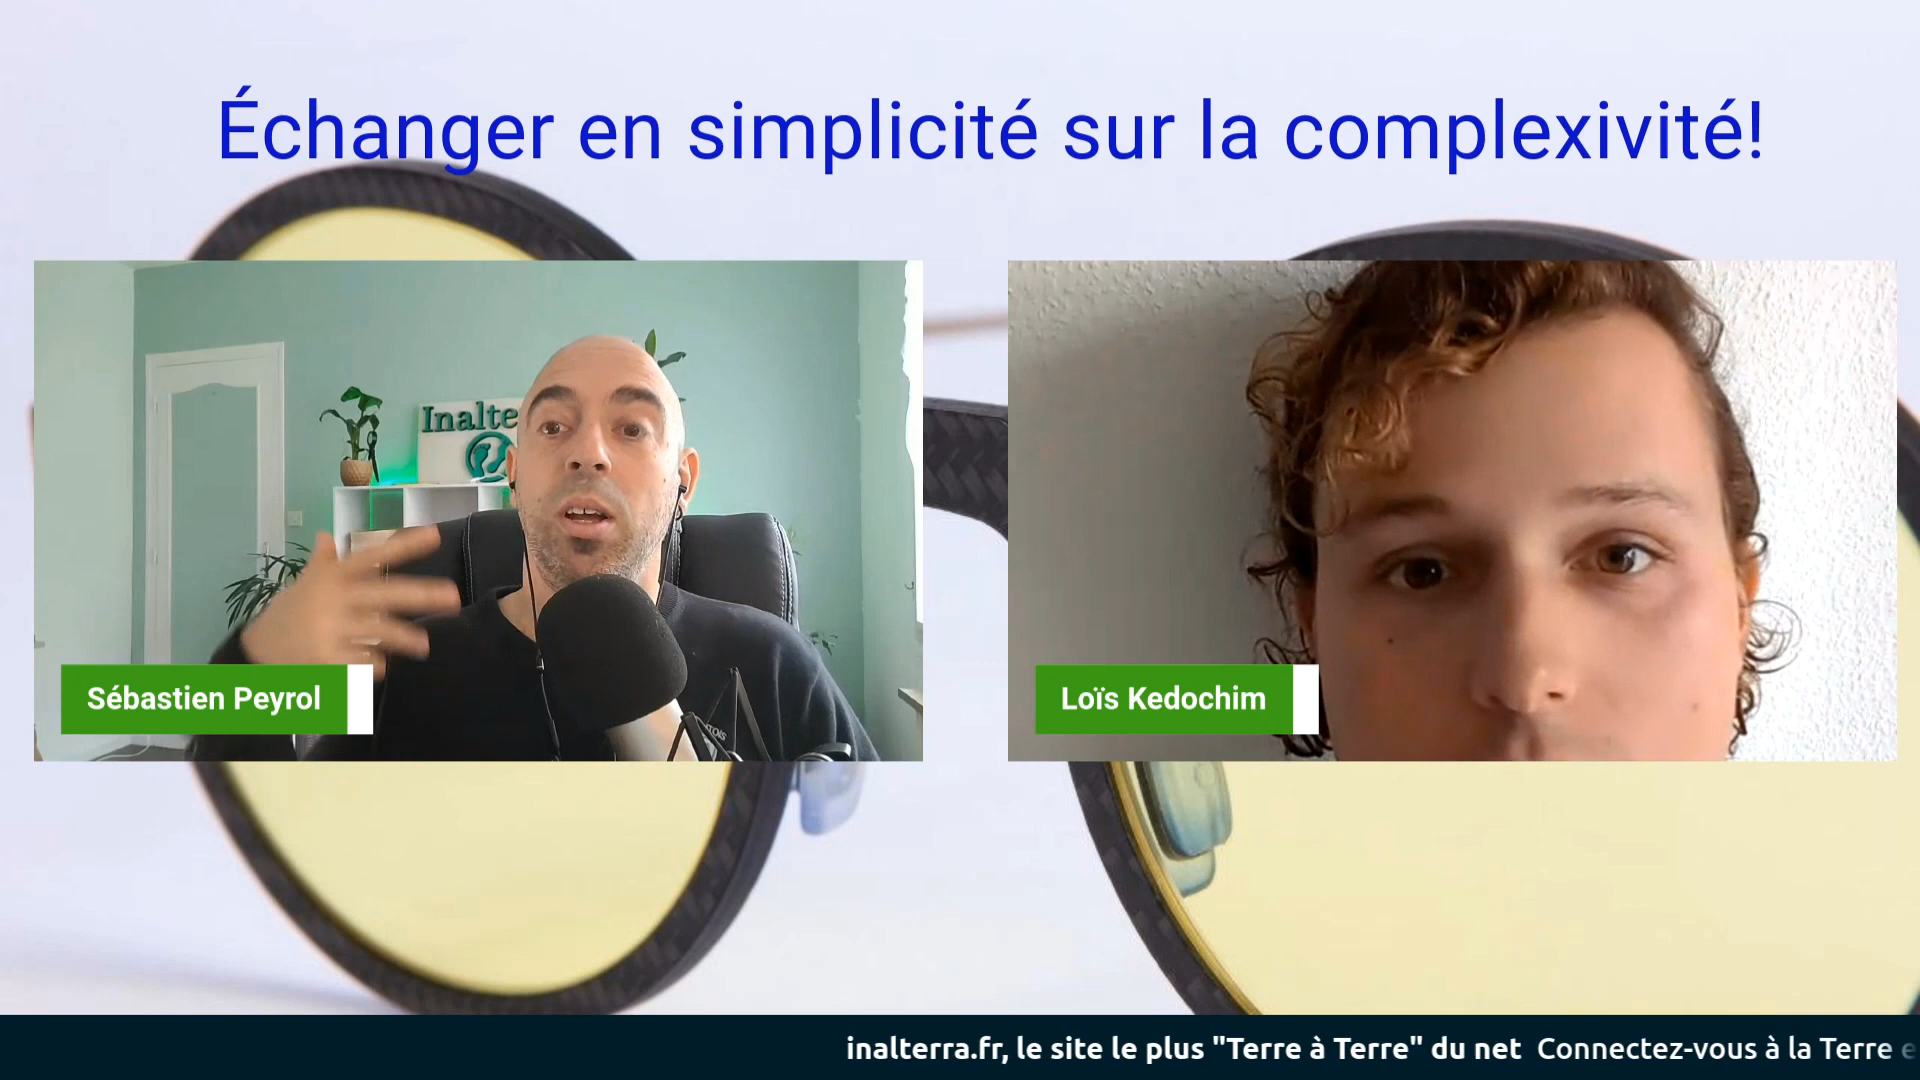 Échanger en simplicité sur la complexivité!
Inalte
Sébastien Peyrol
Loïs Kedochim
inalterra.fr, le site le plus "Terre à Terre" du net Connectez-vous à la Terre e